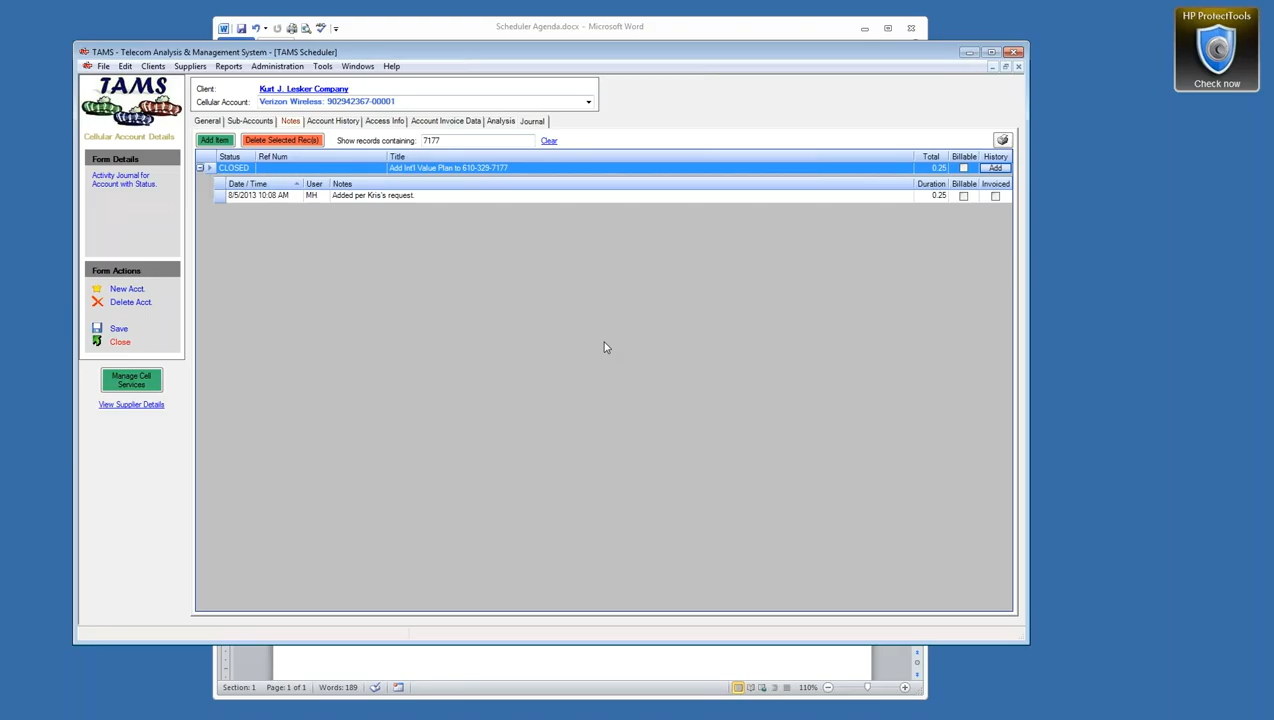 HP ProtectTools
Check now
Scheduler Agenda.docx - Microsoft Word
TAMS - Telecom Analysis & Management System - [TAMS Scheduler]
File Edit Clients Suppliers Reports Administration Tools Windows Help
TAMS
Cellular Account Details
Client: Kurt J. Lesker Company
Cellular Account: Verizon Wireless: 902942367-00001
General Sub-Accounts Notes Account History Access Info Account Invoice Data Analysis Journal
Add Item Delete Selected Rec(s) Show records containing: 7177 Clear
Status Ref Num Title Total Billable History
CLOSED Add Int'l Value Plan to 610-329-7177 0.25 Add
Date / Time User Notes Duration Billable Invoiced
8/5/2013 10:08 AM MH Added per Kris's request. 0.25
Form Details
Activity Journal for
Account with Status.
Form Actions
New Acct.
Delete Acct.
Save
Close
Manage Cell
Services
View Supplier Details
Section: 1 Page: 1 of 1 Words: 189 110%